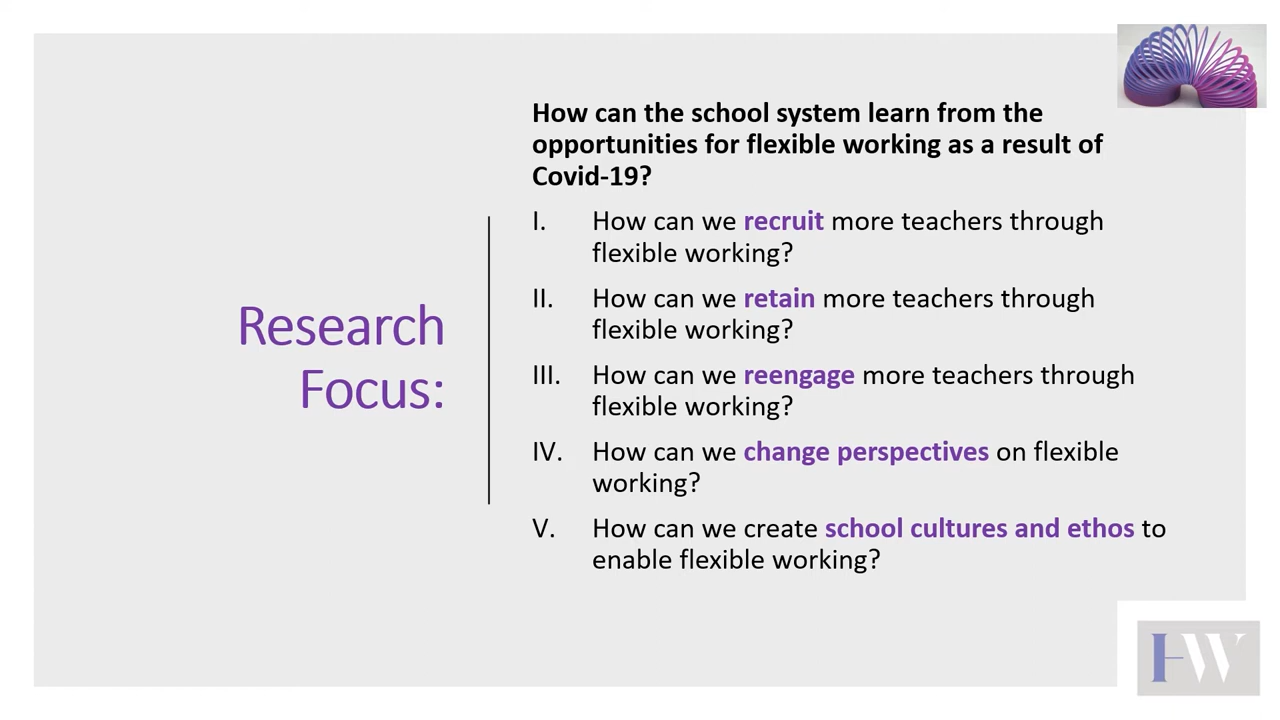 Research
Focus:
How can the school system learn from the
opportunities for flexible working as a result of
Covid-19?
I. How can we recruit more teachers through
flexible working?
II. How can we retain more teachers through
flexible working?
III. How can we reengage more teachers through
flexible working?
IV. How can we change perspectives on flexible
working?
V. How can we create school cultures and ethos to
enable flexible working?
HW